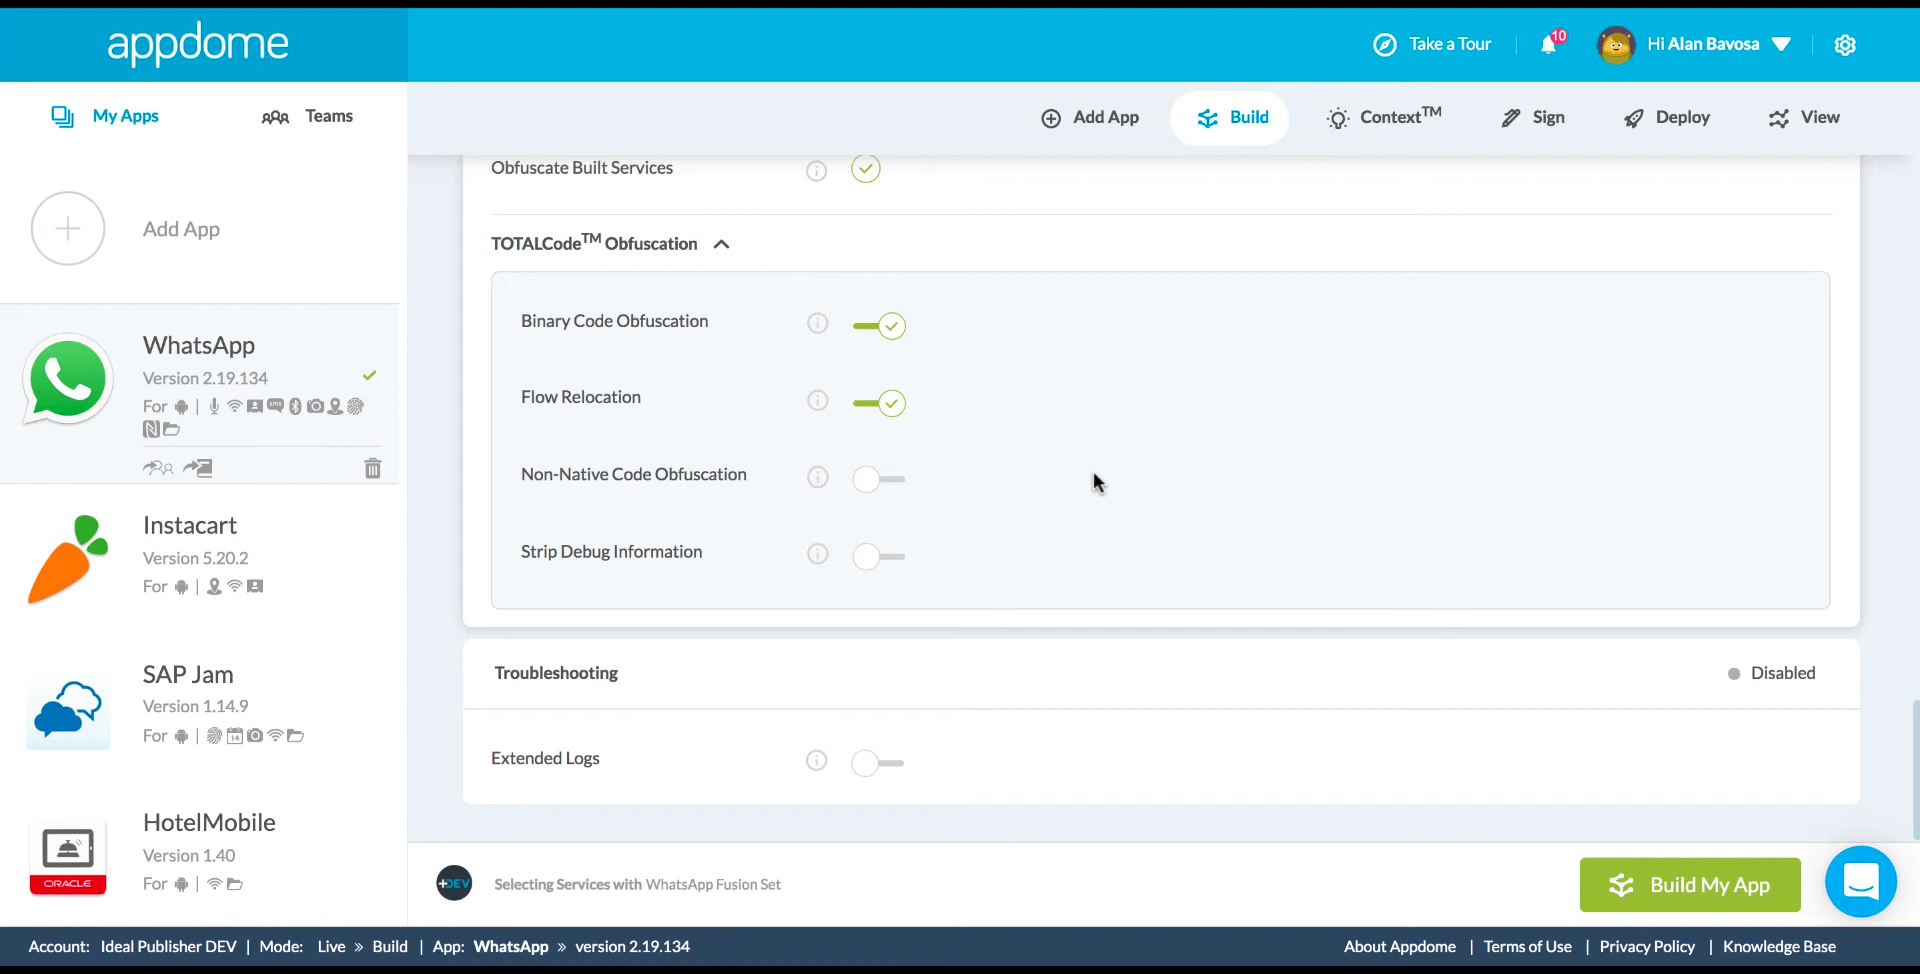 appdome
Take a Tour
10
Hi Alan Bavosa
My Apps
Teams
Add App
Build
Context™
Sign
Deploy
View
Add App
WhatsApp
Version 2.19.134
For |
Instacart
Version 5.20.2
For |
SAP Jam
Version 1.14.9
For |
14
HotelMobile
Version 1.40
For |
ORACLE
Obfuscate Built Services
TOTALCode™ Obfuscation
Binary Code Obfuscation
Flow Relocation
Non-Native Code Obfuscation
Strip Debug Information
Troubleshooting
Disabled
Extended Logs
+DEV
Selecting Services with WhatsApp Fusion Set
Build My App
Account: Ideal Publisher DEV | Mode: Live » Build | App: WhatsApp » version 2.19.134
About Appdome | Terms of Use | Privacy Policy | Knowledge Base